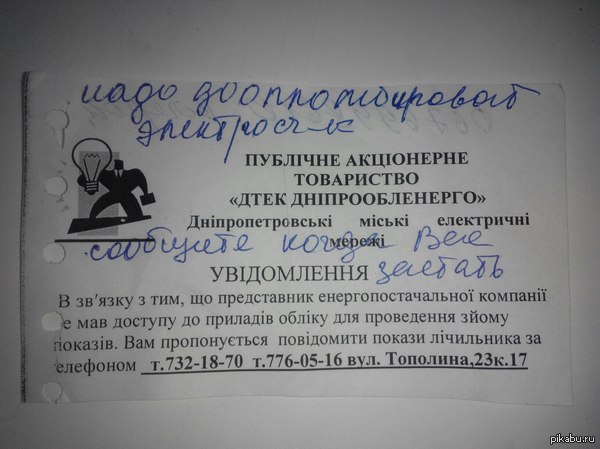 надо доопломбировать
электросч-к
ПУБЛІЧНЕ АКЦІОНЕРНЕ
ТОВАРИСТВО
«ДТЕК ДНІПРООБЛЕНЕРГО»
Дніпропетровські міські електричні
мережі
сообщите когда Вас
застать
УВІДОМЛЕННЯ
В зв'язку з тим, що представник енергопостачальної компанії
е мав доступу до приладів обліку для проведення зйому
показів. Вам пропонується повідомити покази лічильника за
елефоном т.732-18-70 т.776-05-16 вул. Тополина,23к.17
pikabu.ru